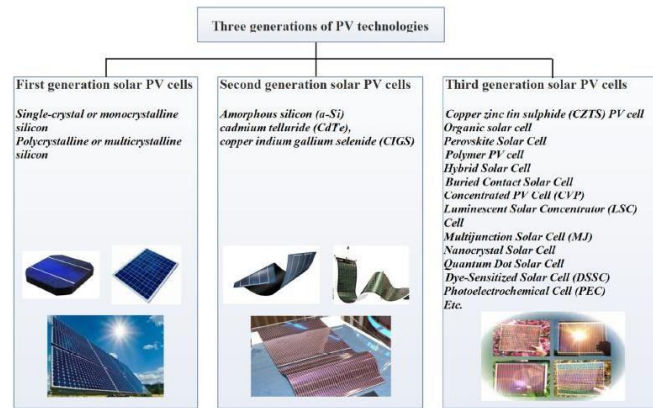 Three generations of PV technologies
First generation solar PV cells
Single-crystal or monocrystalline
silicon
Polycrystalline or multicrystalline
silicon
Second generation solar PV cells
Amorphous silicon (a-Si)
cadmium telluride (CdTe),
copper indium gallium selenide (CIGS)
Third generation solar PV cells
Copper zinc tin sulphide (CZTS) PV cell
Organic solar cell
Perovskite Solar Cell
Polymer PV cell
Hybrid Solar Cell
Buried Contact Solar Cell
Concentrated PV Cell (CVP)
Luminescent Solar Concentrator (LSC)
Cell
Multijunction Solar Cell (MJ)
Nanocrystal Solar Cell
Quantum Dot Solar Cell
Dye-Sensitized Solar Cell (DSSC)
Photoelectrochemical Cell (PEC)
Etc.